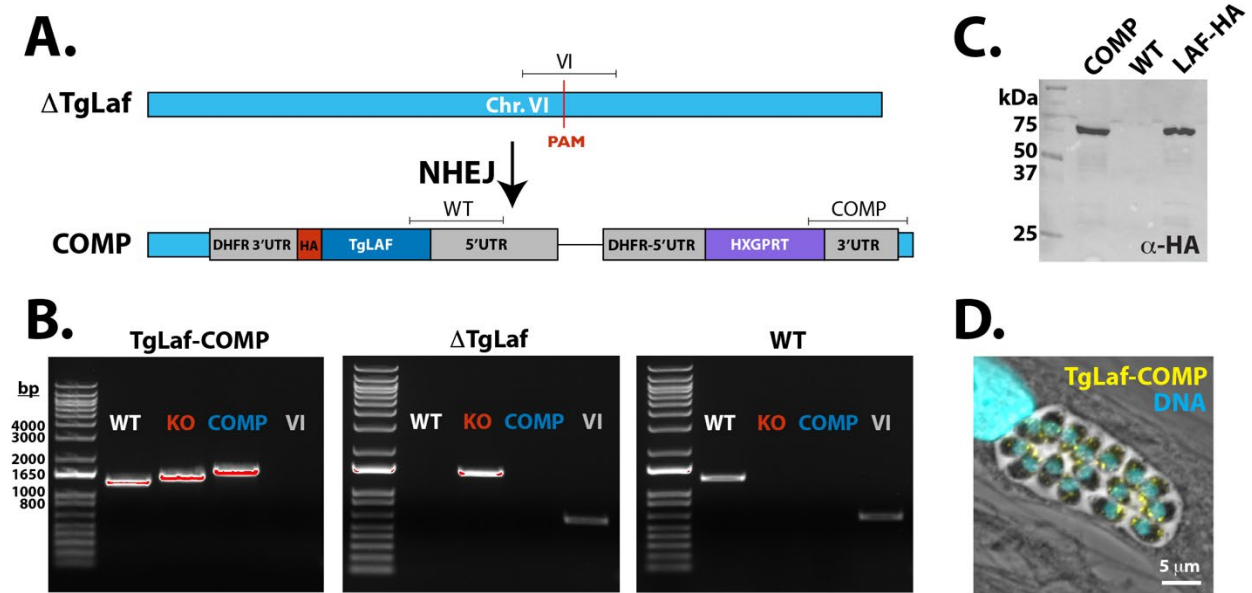 A.
VI
ΔTgLaf
Chr. VI
PAM
NHEJ
WT
COMP
COMP
DHFR 3'UTR
HA
TgLAF
5'UTR
DHFR-5'UTR
HXGPRT
3'UTR
B.
TgLaf-COMP
ΔTgLaf
WT
bp
4000
3000
2000
1650
1000
800
WT KO COMP VI
WT KO COMP VI
WT KO COMP VI
C.
COMP
WT
LAF-HA
kDa
75
50
37
25
α-HA
D.
TgLaf-COMP
DNA
5 μm